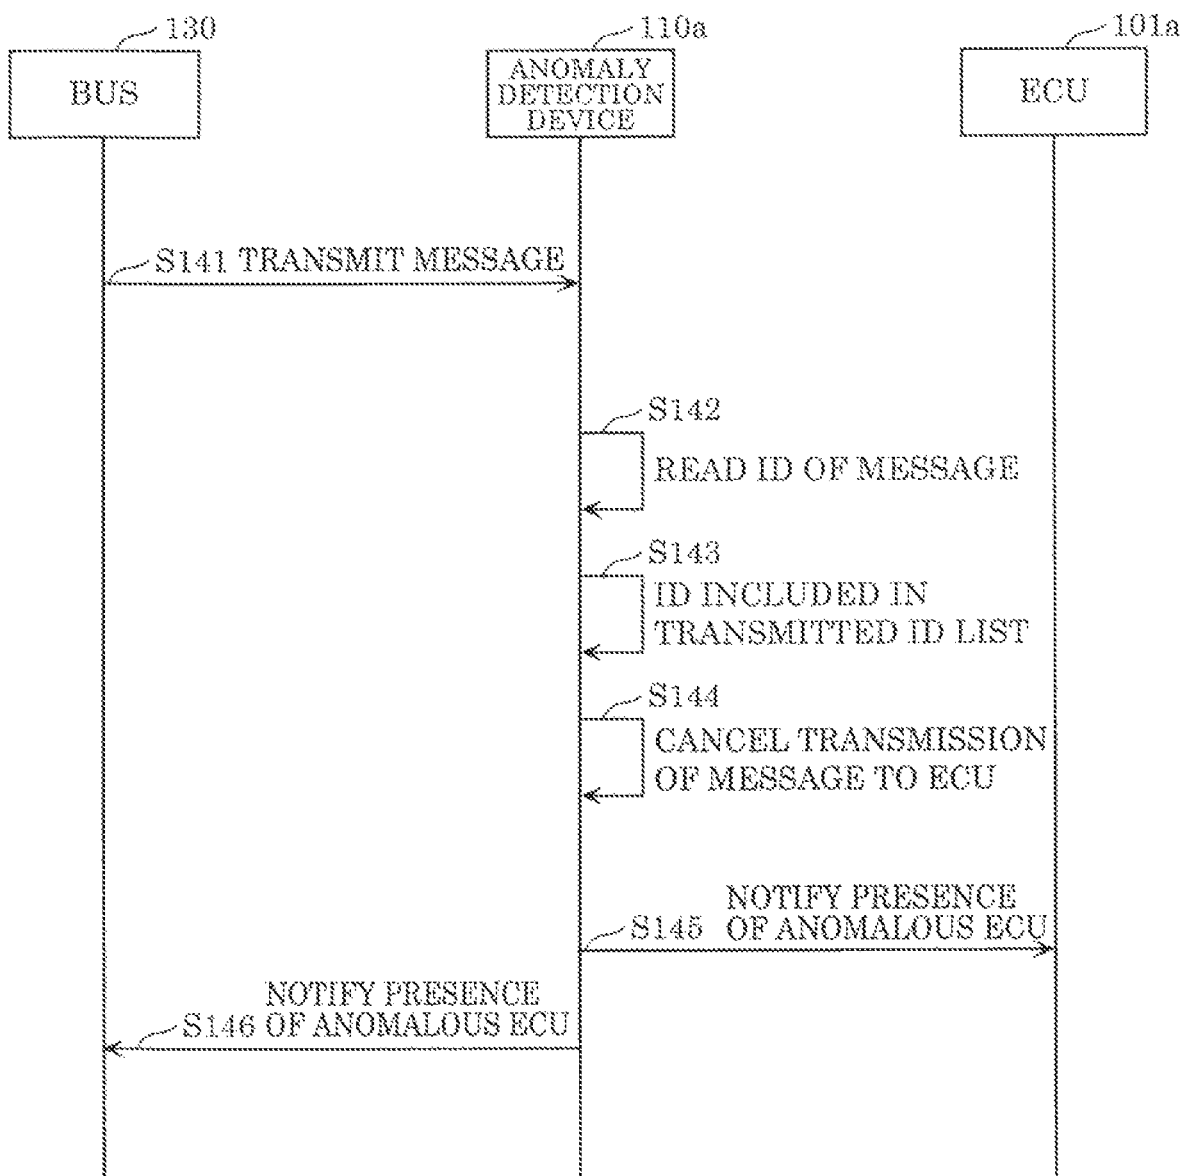 130
110a
101a
BUS
ANOMALY
DETECTION
DEVICE
ECU
S141 TRANSMIT MESSAGE
S142
READ ID OF MESSAGE
S143
ID INCLUDED IN
TRANSMITTED ID LIST
S144
CANCEL TRANSMISSION
OF MESSAGE TO ECU
NOTIFY PRESENCE
S145 OF ANOMALOUS ECU
NOTIFY PRESENCE
S146 OF ANOMALOUS ECU